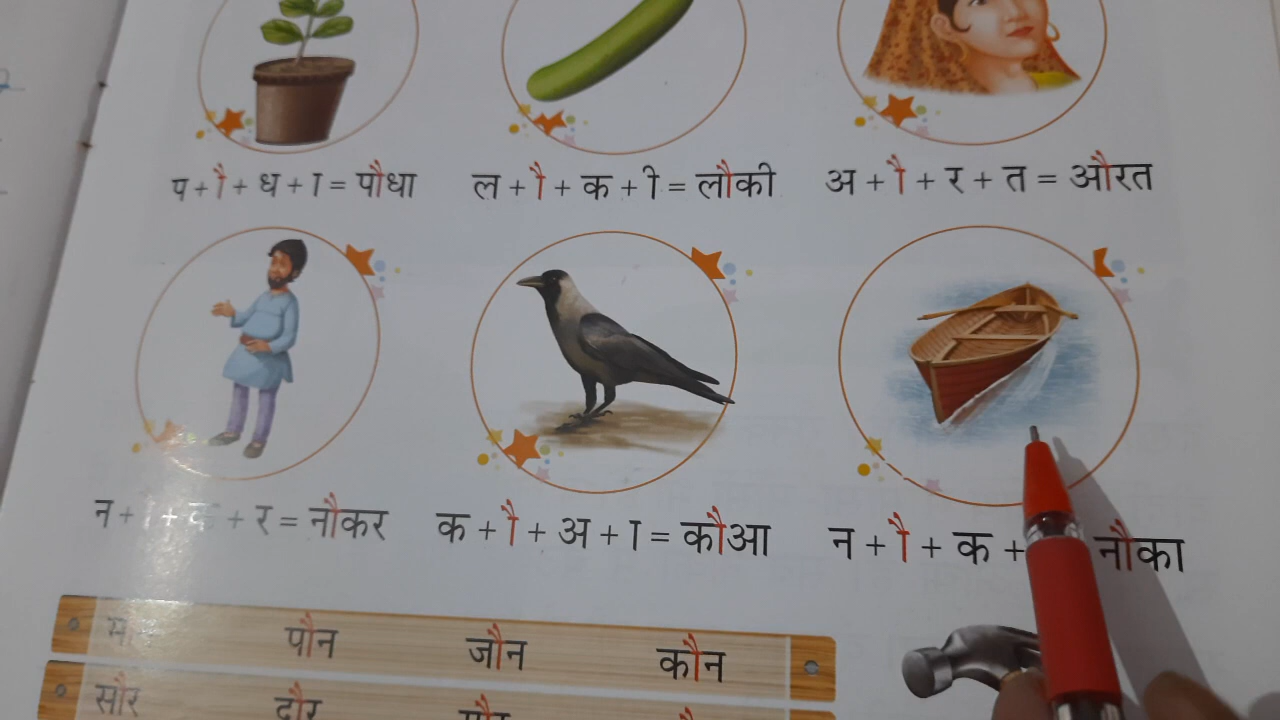 प + ौ + ध + ा = पौधा
ल + ौ + क + ी = लौकी
अ + ौ + र + त = औरत
न + + र = नौकर
क + ौ + अ + ा = कौआ
न + ौ + क + नौका
पौन जौन कौन
सौर दौर